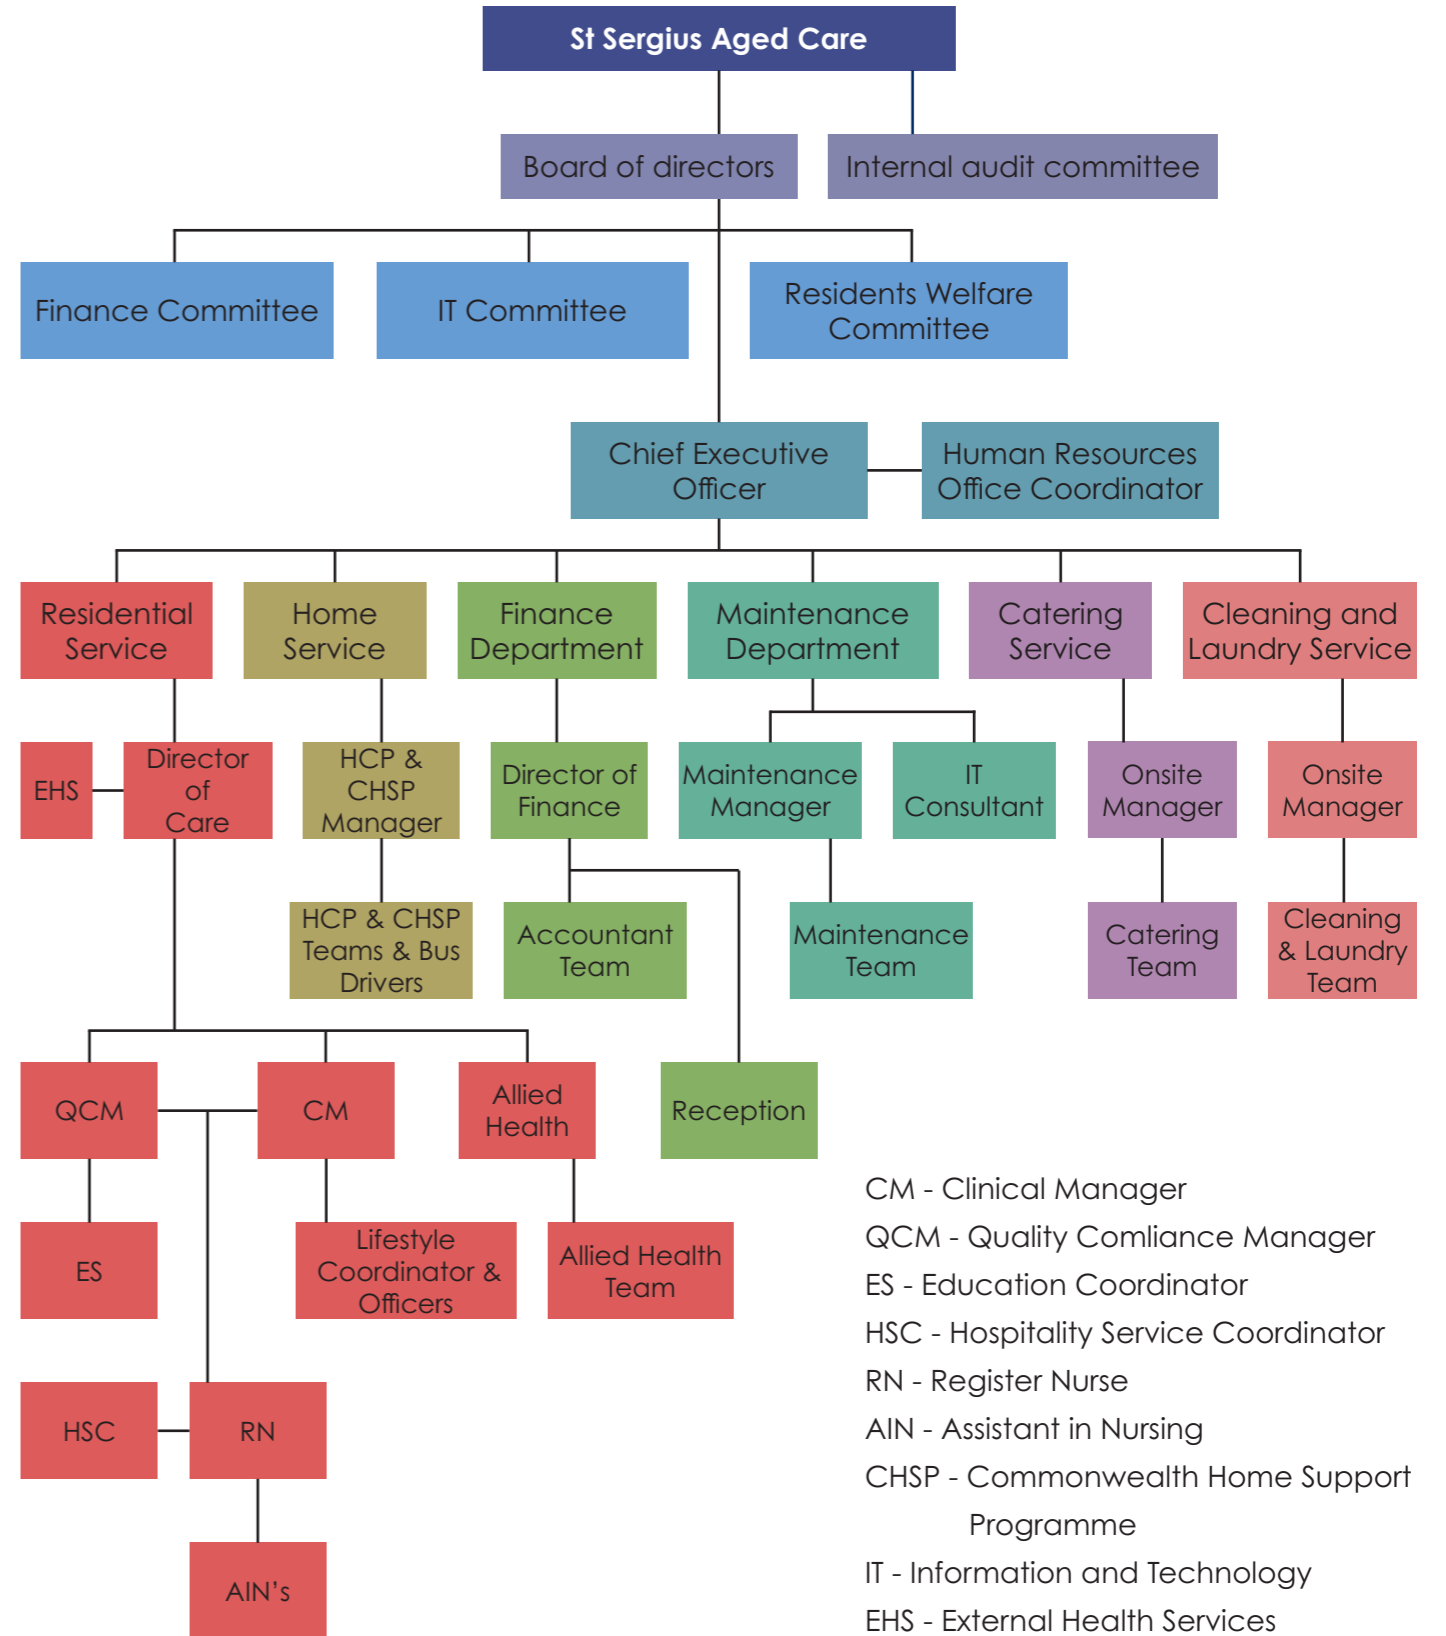 St Sergius Aged Care
Board of directors
Internal audit committee
Finance Committee
IT Committee
Residents Welfare
Committee
Chief Executive
Officer
Human Resources
Office Coordinator
Residential
Service
Home
Service
Finance
Department
Maintenance
Department
Catering
Service
Cleaning and
Laundry Service
EHS
Director
of
Care
HCP &
CHSP
Manager
Director of
Finance
Maintenance
Manager
IT
Consultant
Onsite
Manager
Onsite
Manager
HCP & CHSP
Teams & Bus
Drivers
Accountant
Team
Maintenance
Team
Catering
Team
Cleaning
& Laundry
Team
QCM
CM
Allied
Health
Reception
ES
Lifestyle
Coordinator &
Officers
Allied Health
Team
HSC
RN
AIN’s
CM - Clinical Manager
QCM - Quality Comliance Manager
ES - Education Coordinator
HSC - Hospitality Service Coordinator
RN - Register Nurse
AIN - Assistant in Nursing
CHSP - Commonwealth Home Support
Programme
IT - Information and Technology
EHS - External Health Services